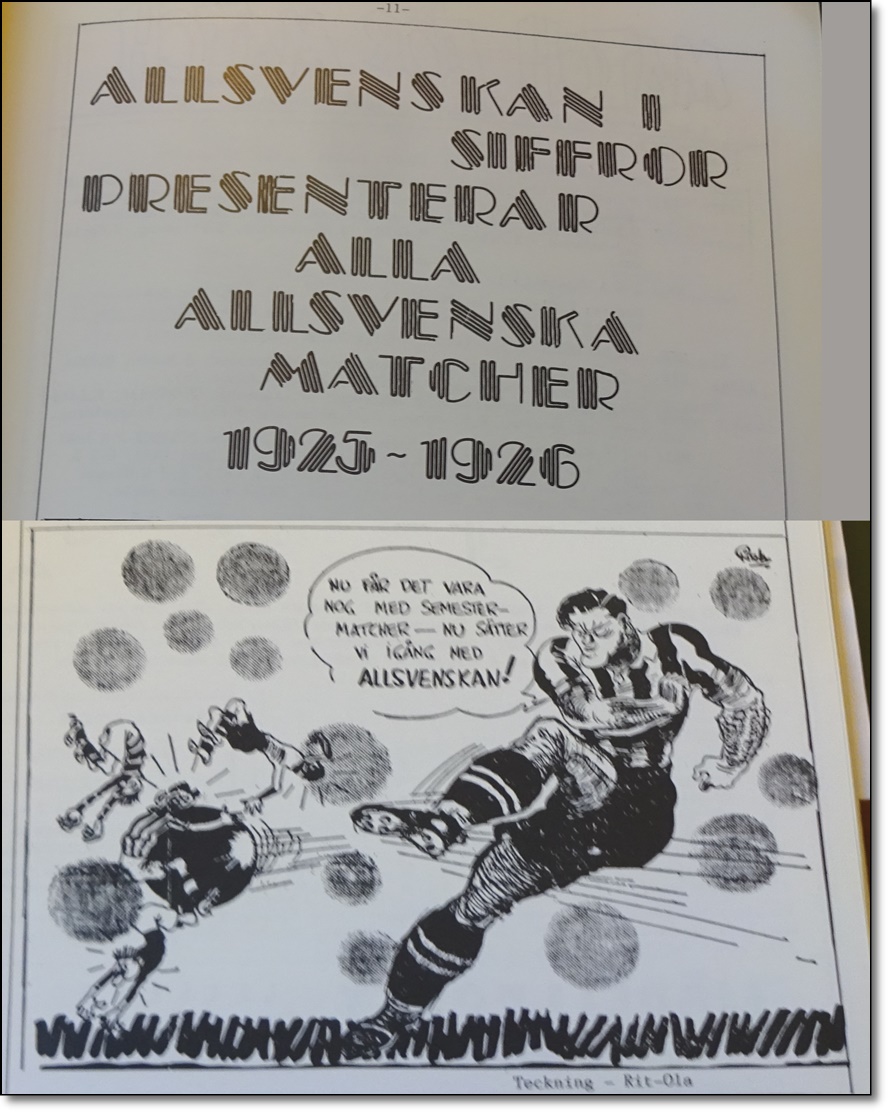 -11-
ALLSVENSKAN I
SIFFROR
PRESENTERAR
ALLA
ALLSVENSKA
MATCHER
1925-1926
NU FÅR DET VARA
NOG MED SEMESTER-
MATCHER — NU SÄTTER
VI IGÅNG MED
ALLSVENSKAN!
Teckning - Rit-Ola